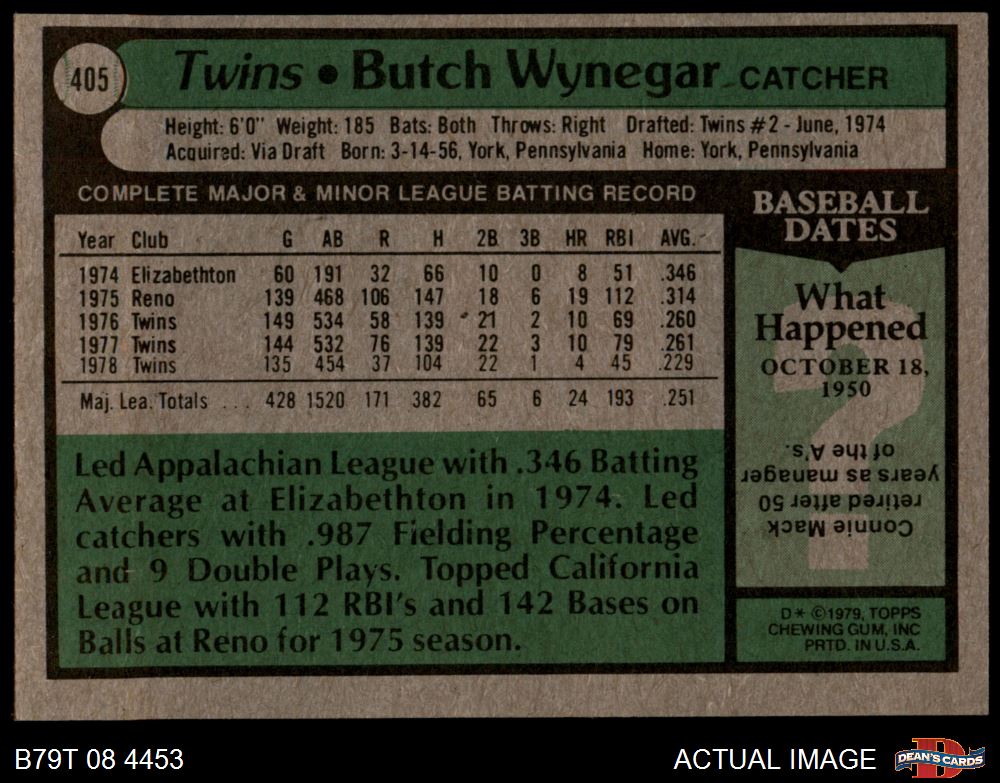 405
Twins • Butch Wynegar CATCHER
Height: 6'0" Weight: 185 Bats: Both Throws: Right Drafted: Twins #2 - June, 1974
Acquired: Via Draft Born: 3-14-56, York, Pennsylvania Home: York, Pennsylvania
COMPLETE MAJOR & MINOR LEAGUE BATTING RECORD
Year Club G AB R H 2B 3B HR RBI AVG.
1974 Elizabethton 60 191 32 66 10 0 8 51 .346
1975 Reno 139 468 106 147 18 6 19 112 .314
1976 Twins 149 534 58 139 21 2 10 69 .260
1977 Twins 144 532 76 139 22 3 10 79 .261
1978 Twins 135 454 37 104 22 1 4 45 .229
Maj. Lea. Totals ... 428 1520 171 382 65 6 24 193 .251
Led Appalachian League with .346 Batting
Average at Elizabethton in 1974. Led
catchers with .987 Fielding Percentage
and 9 Double Plays. Topped California
League with 112 RBI's and 142 Bases on
Balls at Reno for 1975 season.
BASEBALL
DATES
What
Happened
OCTOBER 18,
1950
?
Connie Mack
retired after 50
years as manager
of the A's.
D* ©1979, TOPPS
CHEWING GUM, INC
PRTD. IN U.S.A.
B79T 08 4453
ACTUAL IMAGE
D
DEAN'S CARDS